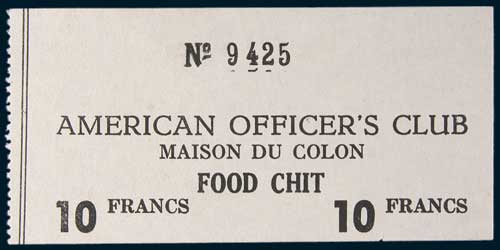 Nº 9425
AMERICAN OFFICER'S CLUB
MAISON DU COLON
FOOD CHIT
10 FRANCS 10 FRANCS